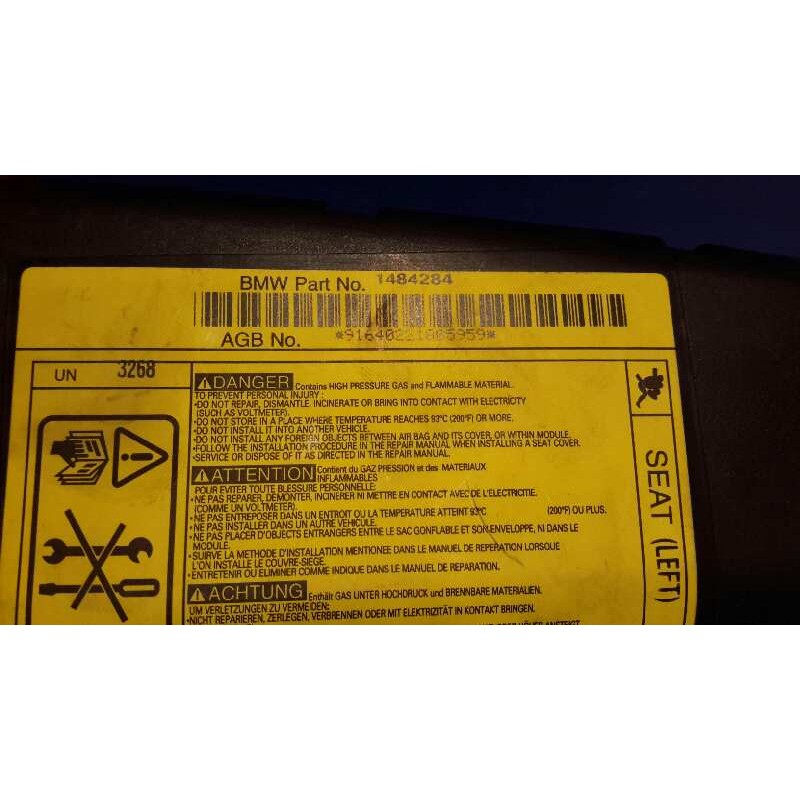 BMW Part No. 1484284
AGB No. *91640221805959*
UN 3268
DANGER Contains HIGH PRESSURE GAS and FLAMMABLE MATERIAL.
TO PREVENT PERSONAL INJURY :
•DO NOT REPAIR, DISMANTLE, INCINERATE OR BRING INTO CONTACT WITH ELECTRICITY
(SUCH AS VOLTMETER).
•DO NOT STORE IN A PLACE WHERE TEMPERATURE REACHES 93°C (200°F) OR MORE.
•DO NOT INSTALL IT INTO ANOTHER VEHICLE.
•DO NOT INSTALL ANY FOREIGN OBJECTS BETWEEN AIR BAG AND ITS COVER, OR WITHIN MODULE.
•FOLLOW THE INSTALLATION PROCEDURE IN THE REPAIR MANUAL WHEN INSTALLING A SEAT COVER.
•SERVICE OR DISPOSE OF IT AS DIRECTED IN THE REPAIR MANUAL.
ATTENTION Contient du GAZ PRESSION et des MATERIAUX
INFLAMMABLES
POUR EVITER TOUTE BLESSURE PERSONNELLE:
•NE PAS REPARER, DEMONTER, INCINERER NI METTRE EN CONTACT AVEC DE L'ELECTRICITIE
(COMME UN VOLTMETER).
•NE PAS ENTREPOSER DANS UN ENTROIT OU LA TEMPERATURE ATTEINT 93°C (200°F) OU PLUS.
•NE PAS INSTALLER DANS UN AUTRE VEHICULE.
•NE PAS PLACER D'OBJECTS ENTRANGERS ENTRE LE SAC GONFLABLE ET SON ENVELOPPE, NI DANS LE
MODULE.
•SUIRVE LA METHODE D'INSTALLATION MENTIONEE DANS LE MANUEL DE REPERATION LORSQUE
L'ON INSTALLE LE COUVRE-SIEGE.
•ENTRETENIR OU ELIMINER COMME INDIQUE DANS LE MANUEL DE REPARATION.
ACHTUNG Enthält GAS UNTER HOCHDRUCK und BRENNBARE MATERIALIEN.
UM VERLETZUNGEN ZU VERMEIDEN:
•NICHT REPARIEREN, ZERLEGEN, VERBRENNEN ODER MIT ELEKTRIZITÄT IN KONTAKT BRINGEN.
SEAT (LEFT)